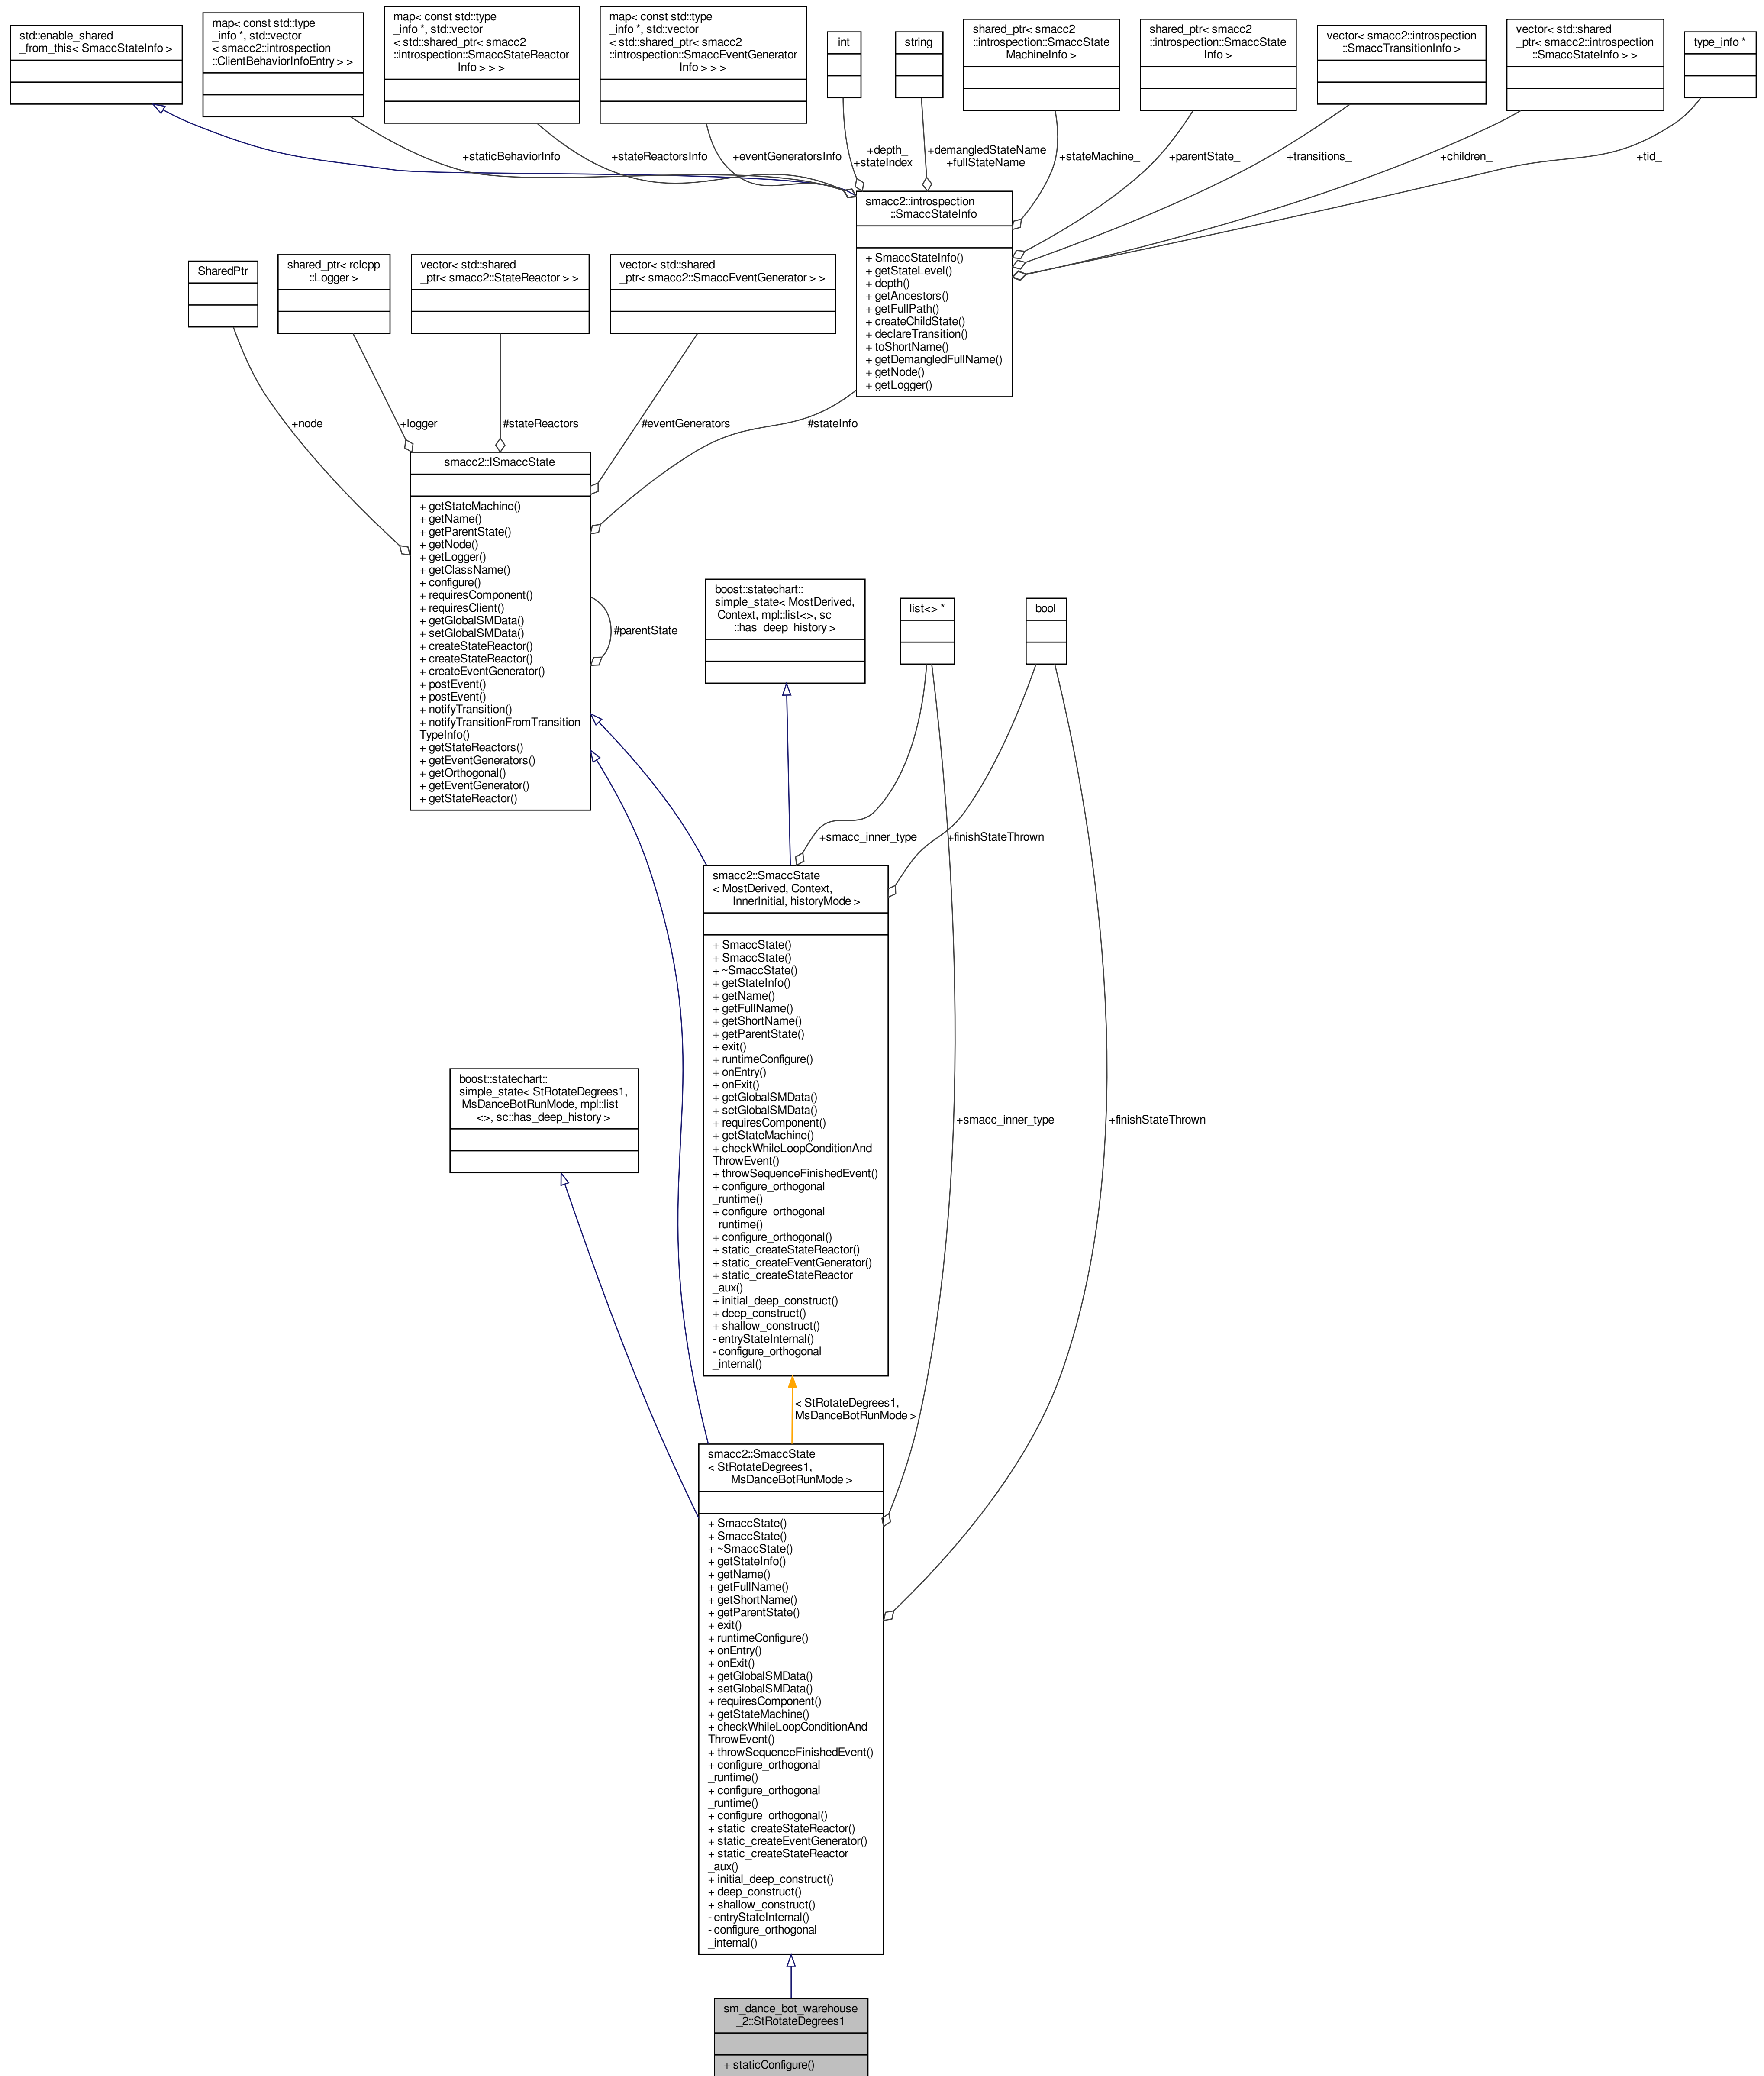 std::enable_shared
_from_this< SmaccStateInfo >
map< const std::type
_info *, std::vector
< smacc2::introspection
::ClientBehaviorInfoEntry > >
map< const std::type
_info *, std::vector
< std::shared_ptr< smacc2
::introspection::SmaccStateReactor
Info > > >
map< const std::type
_info *, std::vector
< std::shared_ptr< smacc2
::introspection::SmaccEventGenerator
Info > > >
int
string
shared_ptr< smacc2
::introspection::SmaccState
MachineInfo >
shared_ptr< smacc2
::introspection::SmaccState
Info >
vector< smacc2::introspection
::SmaccTransitionInfo >
vector< std::shared
_ptr< smacc2::introspection
::SmaccStateInfo > >
type_info *
+staticBehaviorInfo
+stateReactorsInfo
+eventGeneratorsInfo
+depth_
+stateIndex_
+demangledStateName
+fullStateName
+stateMachine_
+parentState_
+transitions_
+children_
+tid_
smacc2::introspection
::SmaccStateInfo
+ SmaccStateInfo()
+ getStateLevel()
+ depth()
+ getAncestors()
+ getFullPath()
+ createChildState()
+ declareTransition()
+ toShortName()
+ getDemangledFullName()
+ getNode()
+ getLogger()
SharedPtr
shared_ptr< rclcpp
::Logger >
vector< std::shared
_ptr< smacc2::StateReactor > >
vector< std::shared
_ptr< smacc2::SmaccEventGenerator > >
+node_
+logger_
#stateReactors_
#eventGenerators_
#stateInfo_
smacc2::ISmaccState
+ getStateMachine()
+ getName()
+ getParentState()
+ getNode()
+ getLogger()
+ getClassName()
+ configure()
+ requiresComponent()
+ requiresClient()
+ getGlobalSMData()
+ setGlobalSMData()
+ createStateReactor()
+ createStateReactor()
+ createEventGenerator()
+ postEvent()
+ postEvent()
+ notifyTransition()
+ notifyTransitionFromTransition
TypeInfo()
+ getStateReactors()
+ getEventGenerators()
+ getOrthogonal()
+ getEventGenerator()
+ getStateReactor()
#parentState_
boost::statechart::
simple_state< MostDerived,
Context, mpl::list<>, sc
::has_deep_history >
list<> *
bool
+smacc_inner_type
+finishStateThrown
smacc2::SmaccState
< MostDerived, Context,
InnerInitial, historyMode >
+ SmaccState()
+ SmaccState()
+ ~SmaccState()
+ getStateInfo()
+ getName()
+ getFullName()
+ getShortName()
+ getParentState()
+ exit()
+ runtimeConfigure()
+ onEntry()
+ onExit()
+ getGlobalSMData()
+ setGlobalSMData()
+ requiresComponent()
+ getStateMachine()
+ checkWhileLoopConditionAnd
ThrowEvent()
+ throwSequenceFinishedEvent()
+ configure_orthogonal
_runtime()
+ configure_orthogonal
_runtime()
+ configure_orthogonal()
+ static_createStateReactor()
+ static_createEventGenerator()
+ static_createStateReactor
_aux()
+ initial_deep_construct()
+ deep_construct()
+ shallow_construct()
- entryStateInternal()
- configure_orthogonal
_internal()
boost::statechart::
simple_state< StRotateDegrees1,
MsDanceBotRunMode, mpl::list
<>, sc::has_deep_history >
+smacc_inner_type
+finishStateThrown
< StRotateDegrees1,
MsDanceBotRunMode >
smacc2::SmaccState
< StRotateDegrees1,
MsDanceBotRunMode >
+ SmaccState()
+ SmaccState()
+ ~SmaccState()
+ getStateInfo()
+ getName()
+ getFullName()
+ getShortName()
+ getParentState()
+ exit()
+ runtimeConfigure()
+ onEntry()
+ onExit()
+ getGlobalSMData()
+ setGlobalSMData()
+ requiresComponent()
+ getStateMachine()
+ checkWhileLoopConditionAnd
ThrowEvent()
+ throwSequenceFinishedEvent()
+ configure_orthogonal
_runtime()
+ configure_orthogonal
_runtime()
+ configure_orthogonal()
+ static_createStateReactor()
+ static_createEventGenerator()
+ static_createStateReactor
_aux()
+ initial_deep_construct()
+ deep_construct()
+ shallow_construct()
- entryStateInternal()
- configure_orthogonal
_internal()
sm_dance_bot_warehouse
_2::StRotateDegrees1
+ staticConfigure()